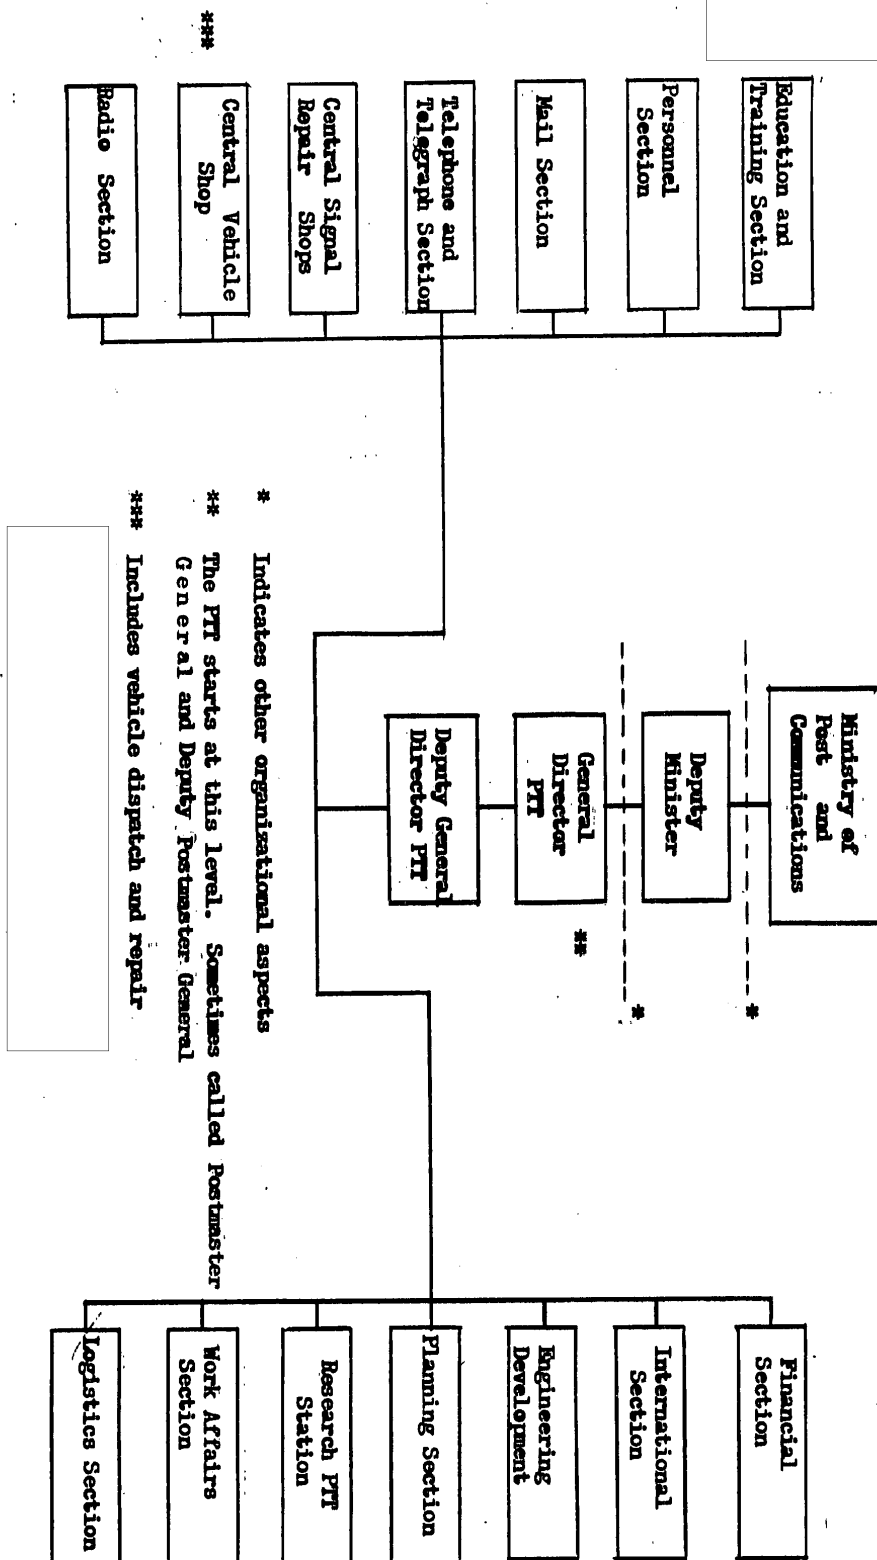 Ministry of
Post and
Communications
*
Deputy
Minister
*
General
Director
PTT
**
Deputy General
Director PTT
Education and
Training Section
Personnel
Section
Mail Section
Telephone and
Telegraph Section
Central Signal
Repair Shops
***
Central Vehicle
Shop
Radio Section
Financial
Section
International
Section
Engineering
Development
Planning Section
Research PTT
Station
Work Affairs
Section
Logistics Section
* Indicates other organizational aspects
** The PTT starts at this level. Sometimes called Postmaster
General and Deputy Postmaster General
*** Includes vehicle dispatch and repair